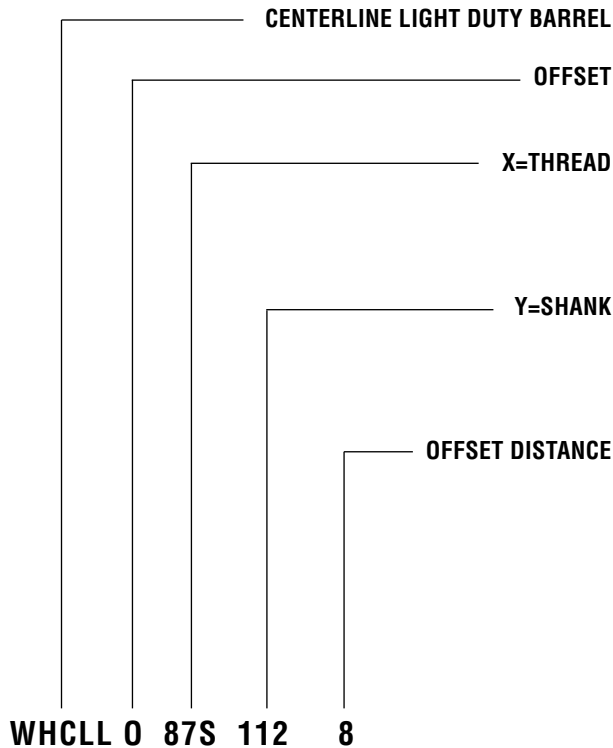 CENTERLINE LIGHT DUTY BARREL
OFFSET
X=THREAD
Y=SHANK
OFFSET DISTANCE
WHCLL O 87S 112 8